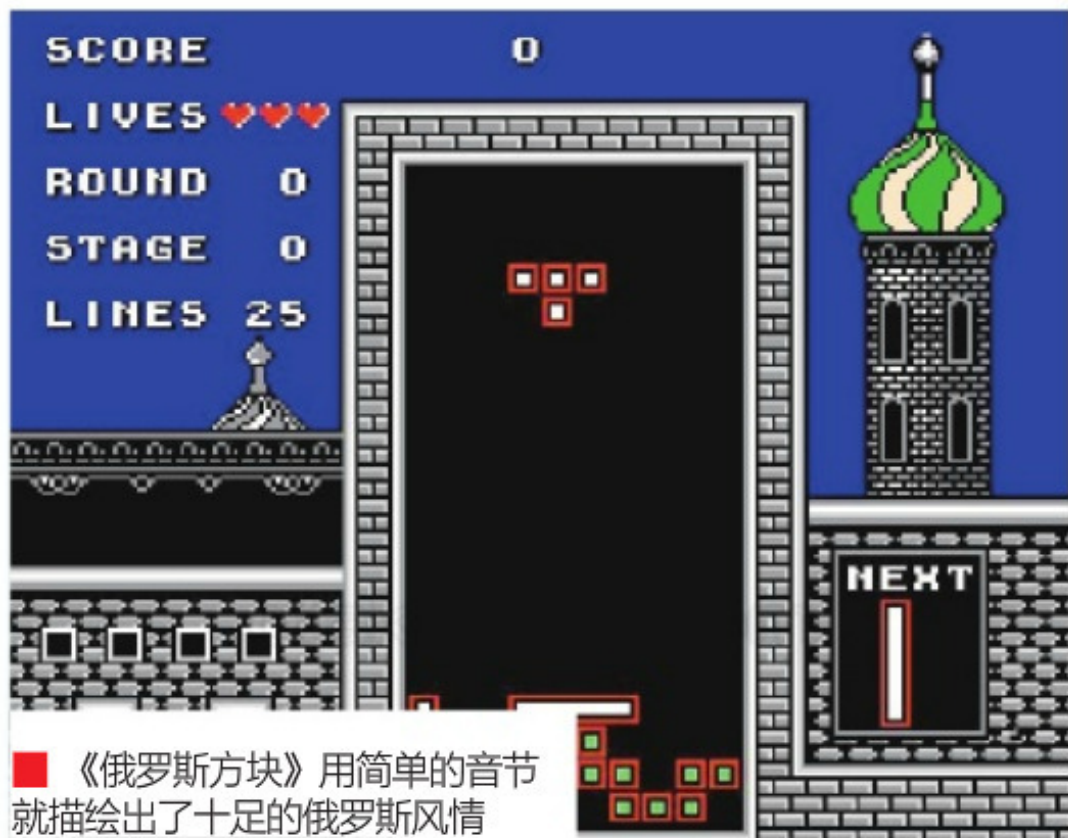 SCORE 0
LIVES
ROUND 0
STAGE 0
LINES 25
NEXT
《俄罗斯方块》用简单的音节
就描绘出了十足的俄罗斯风情